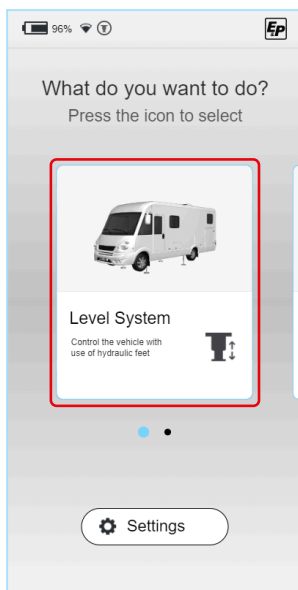 96%
EP
What do you want to do?
Press the icon to select
Level System
Control the vehicle with
use of hydraulic feet
Settings